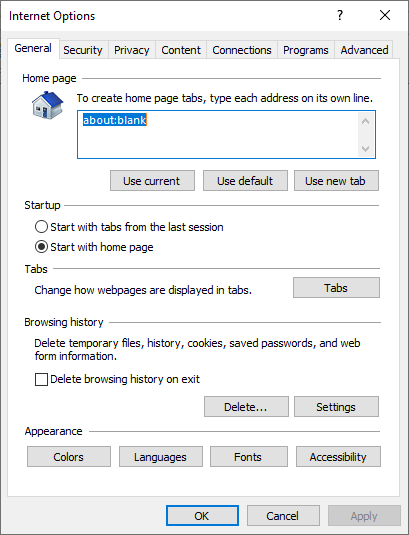 Internet Options ?
General Security Privacy Content Connections Programs Advanced
Home page
To create home page tabs, type each address on its own line.
about:blank
Use current Use default Use new tab
Startup
Start with tabs from the last session
Start with home page
Tabs
Change how webpages are displayed in tabs. Tabs
Browsing history
Delete temporary files, history, cookies, saved passwords, and web
form information.
Delete browsing history on exit
Delete... Settings
Appearance
Colors Languages Fonts Accessibility
OK Cancel Apply